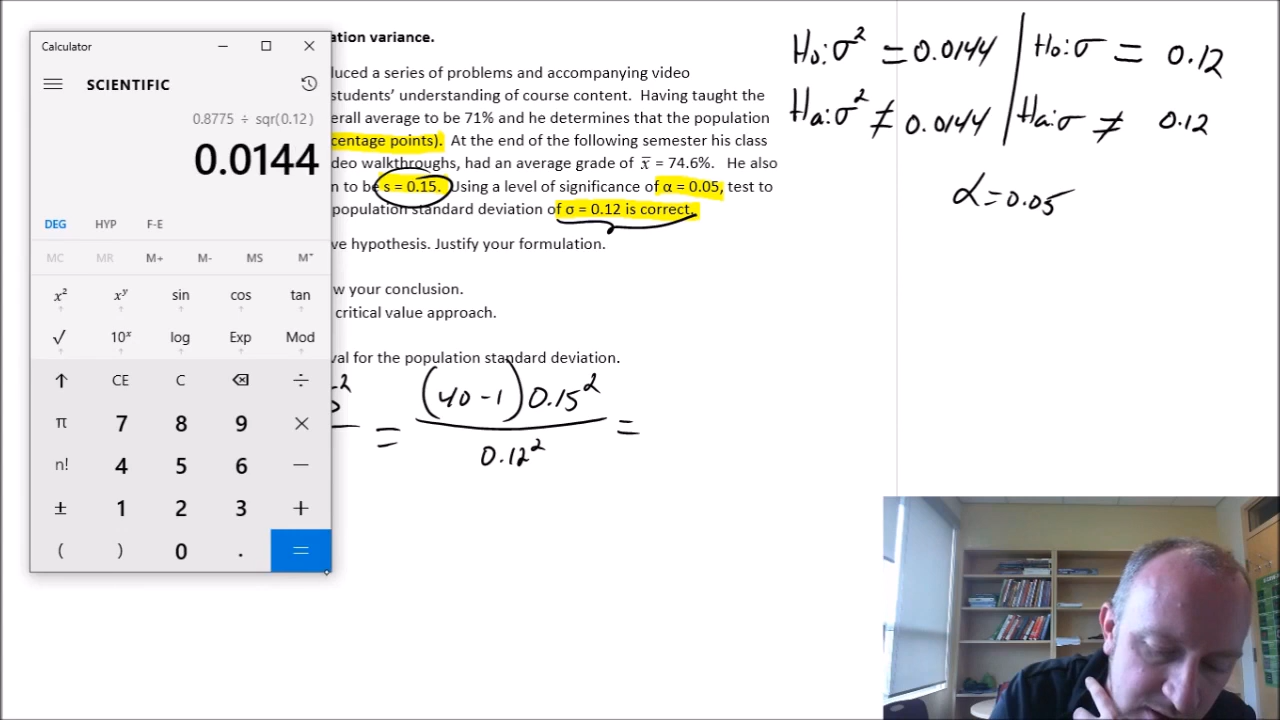 Calculator
SCIENTIFIC
0.8775 ÷ sqr(0.12)
0.0144
DEG HYP F-E
MC MR M+ M- MS M˅
x² xʸ sin cos tan
√ 10ˣ log Exp Mod
↑ CE C ⌫ ÷
π 7 8 9 ×
n! 4 5 6 −
± 1 2 3 +
( ) 0 . =
ation variance.
luced a series of problems and accompanying video
students' understanding of course content. Having taught the
erall average to be 71% and he determines that the population
centage points). At the end of the following semester his class
deo walkthroughs, had an average grade of x̄ = 74.6%. He also
n to be s = 0.15. Using a level of significance of α = 0.05, test to
population standard deviation of σ = 0.12 is correct.
ve hypothesis. Justify your formulation.
w your conclusion.
critical value approach.
val for the population standard deviation.
= (40-1) 0.15² =
0.12²
Ho: σ² = 0.0144 | Ho: σ = 0.12
Ha: σ² ≠ 0.0144 | Ha: σ ≠ 0.12
α = 0.05